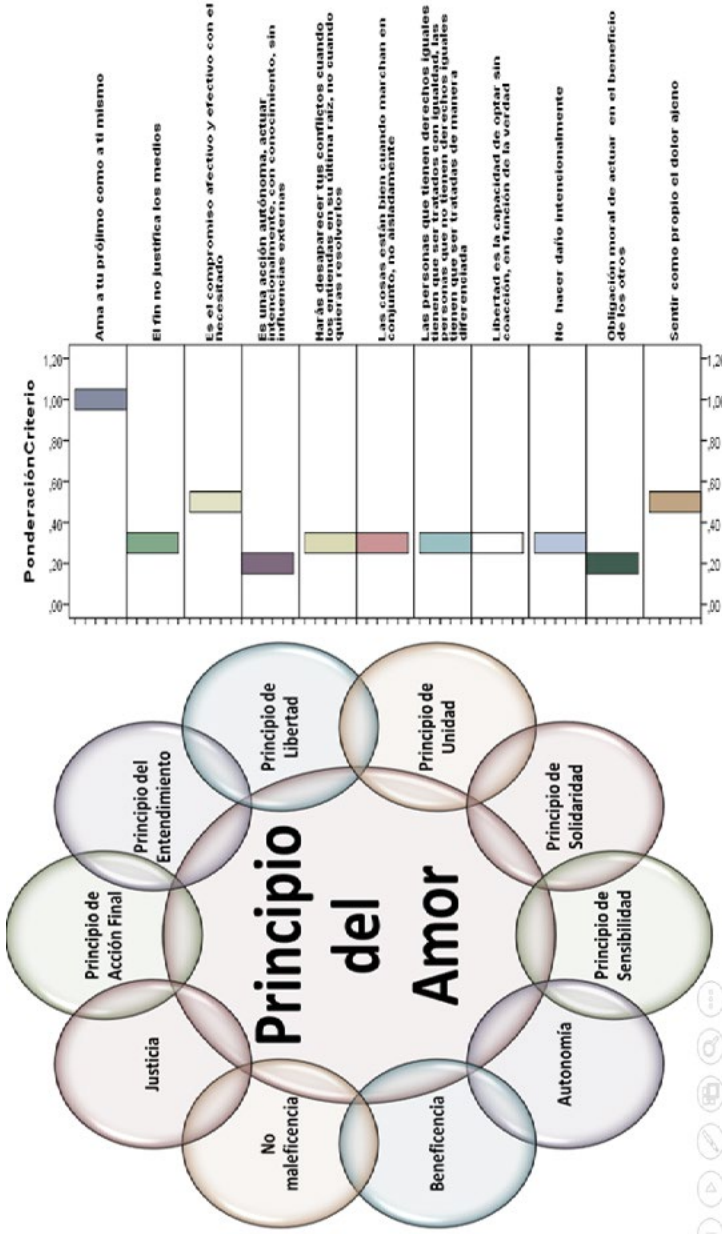 Principio
del
Amor
Principio de
Acción Final
Principio del
Entendimiento
Principio de
Libertad
Principio de
Unidad
Principio de
Solidaridad
Principio de
Sensibilidad
Autonomía
Beneficencia
No
maleficencia
Justicia
PonderaciónCriterio
,00
,20
,40
,60
,80
1,00
1,20
Ama a tu prójimo como a ti mismo
El fin no justifica los medios
Es el compromiso afectivo y efectivo con el
necesitado
Es una acción autónoma, actuar
intencionalmente, con conocimiento, sin
influencias externas
Harás desaparecer tus conflictos cuando
los entiendas en su última raíz, no cuando
quieras resolverlos
Las cosas están bien cuando marchan en
conjunto, no aisladamente
Las personas que tienen derechos iguales
tienen que ser tratados con igualdad, las
personas que no tienen derechos iguales
tienen que ser tratadas de manera
diferenciada
Libertad es la capacidad de optar sin
coacción, en función de la verdad
No hacer daño intencionalmente
Obligación moral de actuar en el beneficio
de los otros
Sentir como propio el dolor ajeno
,00
,20
,40
,60
,80
1,00
1,20